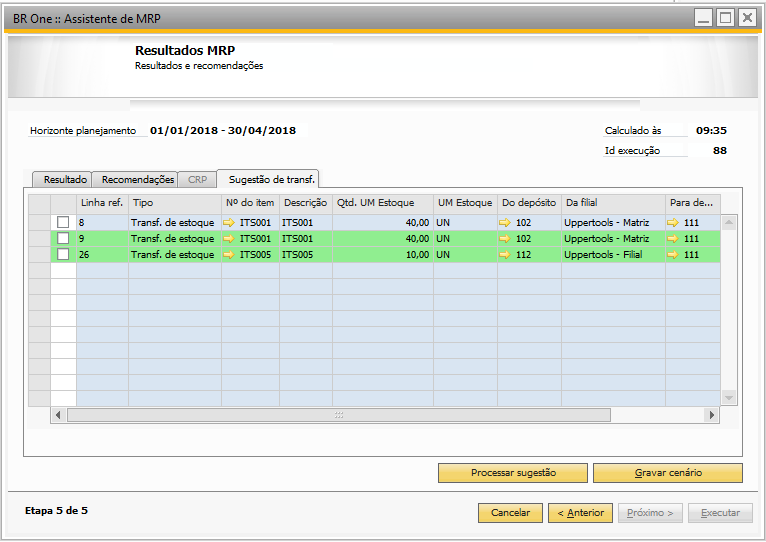 BR One :: Assistente de MRP
Resultados MRP
Resultados e recomendações
Horizonte planejamento 01/01/2018 - 30/04/2018 Calculado às 09:35
Id execução 88
Resultado Recomendações CRP Sugestão de transf.
Linha ref. Tipo Nº do item Descrição Qtd. UM Estoque UM Estoque Do depósito Da filial Para de...
8 Transf. de estoque ITS001 ITS001 40,00 UN 102 Uppertools - Matriz 111
9 Transf. de estoque ITS001 ITS001 40,00 UN 102 Uppertools - Matriz 111
26 Transf. de estoque ITS005 ITS005 10,00 UN 112 Uppertools - Filial 111
Processar sugestão Gravar cenário
Etapa 5 de 5 Cancelar < Anterior Próximo > Executar